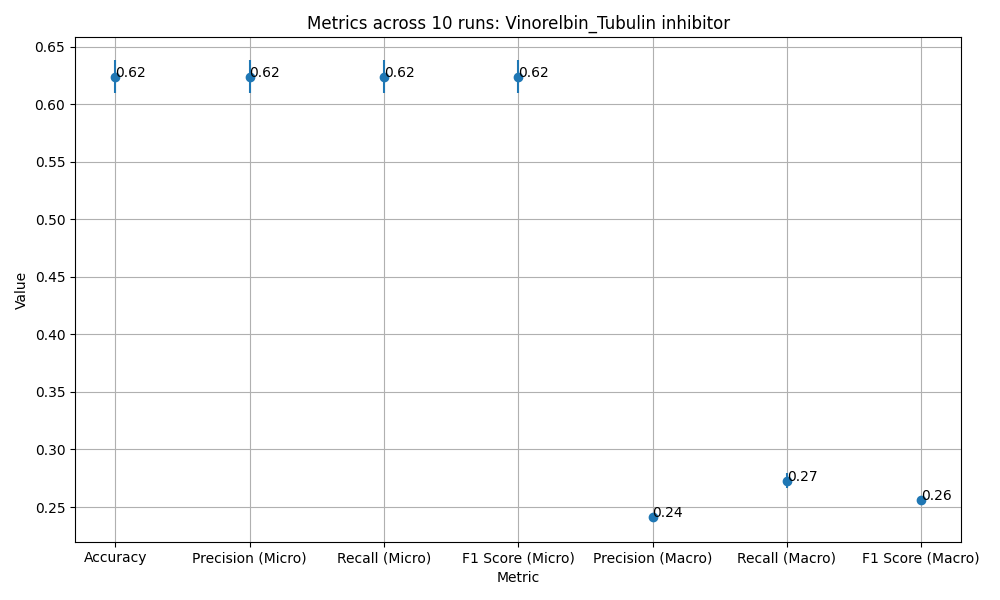 Metrics across 10 runs: Vinorelbin_Tubulin inhibitor
0.65
0.60
0.55
0.50
0.45
0.40
0.35
0.30
0.25
Value
0.62
0.62
0.62
0.62
0.24
0.27
0.26
Accuracy
Precision (Micro)
Recall (Micro)
F1 Score (Micro)
Precision (Macro)
Recall (Macro)
F1 Score (Macro)
Metric